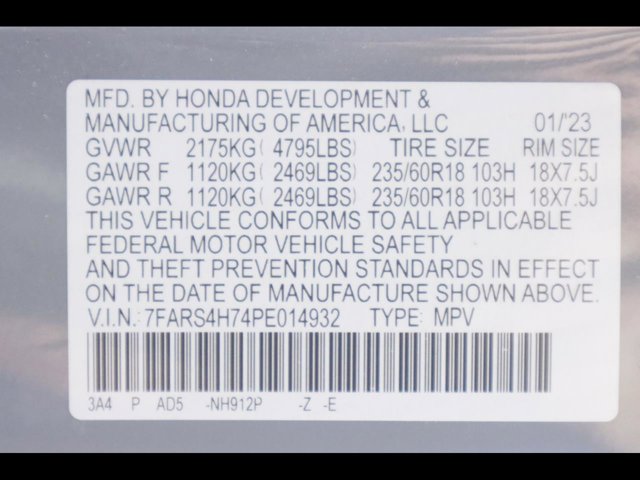 MFD. BY HONDA DEVELOPMENT &
MANUFACTURING OF AMERICA, LLC 01/'23
GVWR 2175KG( 4795LBS) TIRE SIZE RIM SIZE
GAWR F 1120KG( 2469LBS) 235/60R18 103H 18X7.5J
GAWR R 1120KG( 2469LBS) 235/60R18 103H 18X7.5J
THIS VEHICLE CONFORMS TO ALL APPLICABLE
FEDERAL MOTOR VEHICLE SAFETY
AND THEFT PREVENTION STANDARDS IN EFFECT
ON THE DATE OF MANUFACTURE SHOWN ABOVE.
V.I.N.: 7FARS4H74PE014932 TYPE: MPV
3A4 P AD5 -NH912P -Z -E